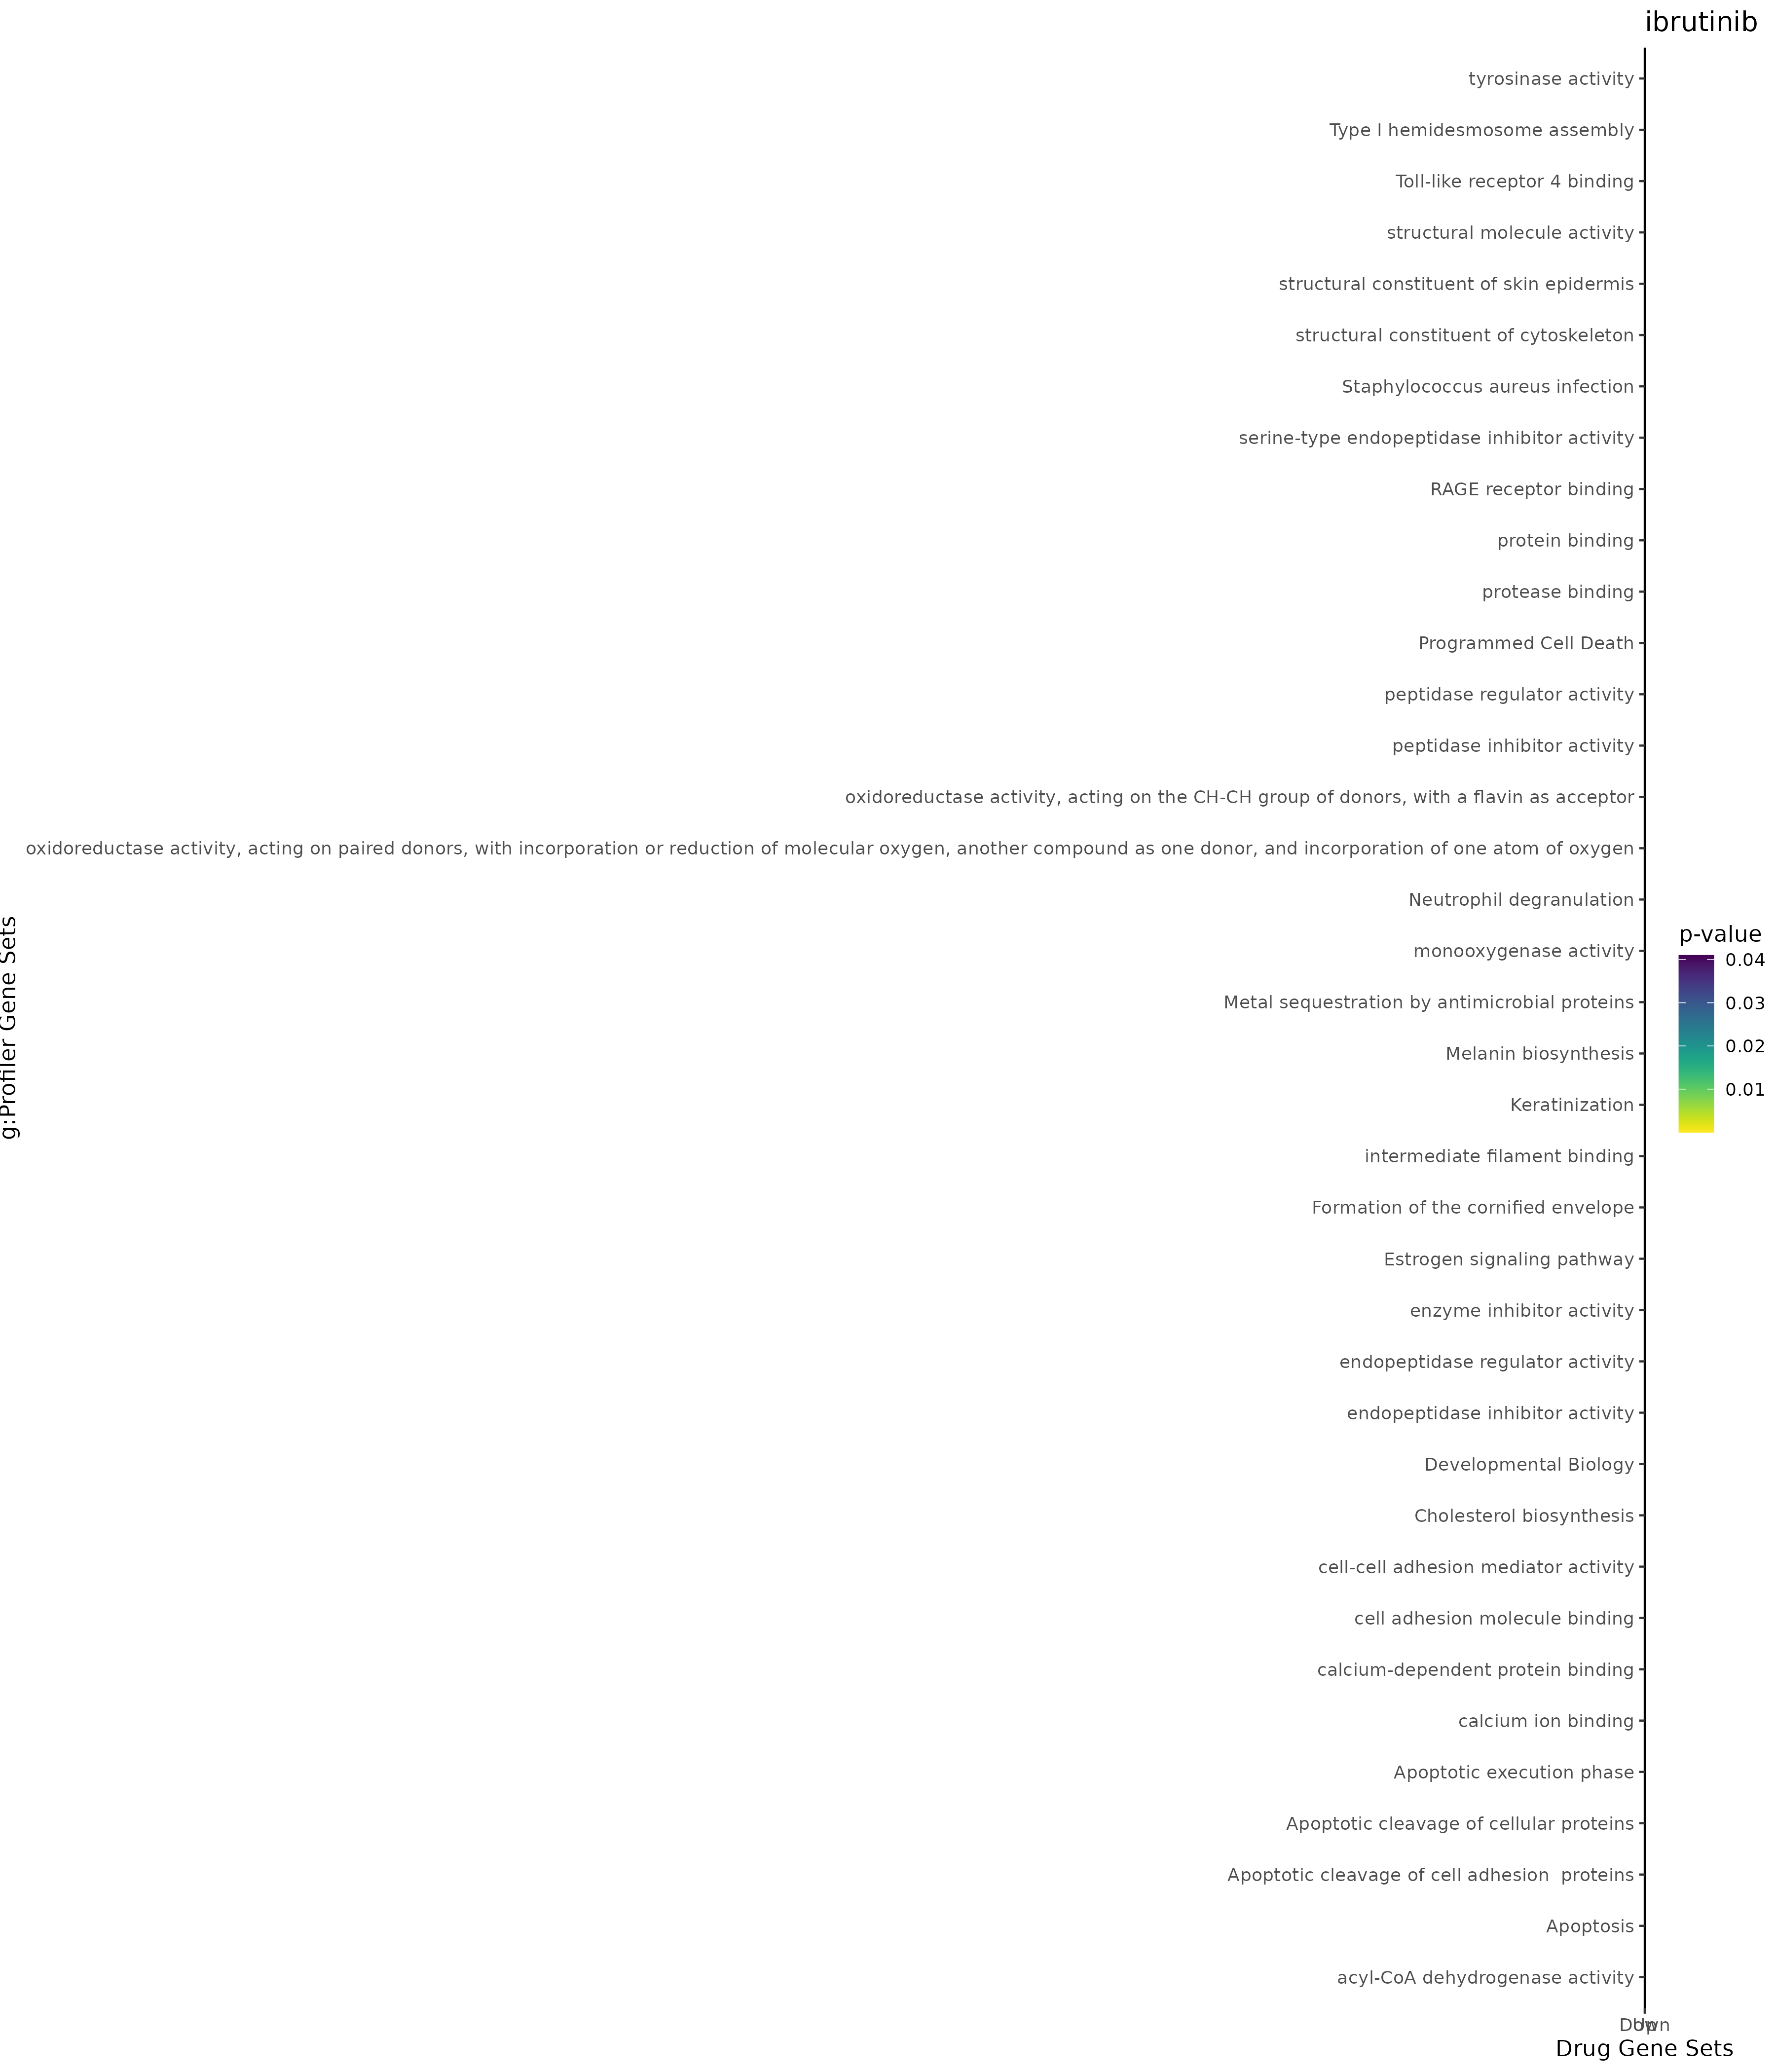 ibrutinib
tyrosinase activity
Type I hemidesmosome assembly
Toll-like receptor 4 binding
structural molecule activity
structural constituent of skin epidermis
structural constituent of cytoskeleton
Staphylococcus aureus infection
serine-type endopeptidase inhibitor activity
RAGE receptor binding
protein binding
protease binding
Programmed Cell Death
peptidase regulator activity
peptidase inhibitor activity
oxidoreductase activity, acting on the CH-CH group of donors, with a flavin as acceptor
oxidoreductase activity, acting on paired donors, with incorporation or reduction of molecular oxygen, another compound as one donor, and incorporation of one atom of oxygen
Neutrophil degranulation
monooxygenase activity
Metal sequestration by antimicrobial proteins
Melanin biosynthesis
Keratinization
intermediate filament binding
Formation of the cornified envelope
Estrogen signaling pathway
enzyme inhibitor activity
endopeptidase regulator activity
endopeptidase inhibitor activity
Developmental Biology
Cholesterol biosynthesis
cell-cell adhesion mediator activity
cell adhesion molecule binding
calcium-dependent protein binding
calcium ion binding
Apoptotic execution phase
Apoptotic cleavage of cellular proteins
Apoptotic cleavage of cell adhesion  proteins
Apoptosis
acyl-CoA dehydrogenase activity
g:Profiler Gene Sets
Down
Up
Drug Gene Sets
p-value
0.04
0.03
0.02
0.01